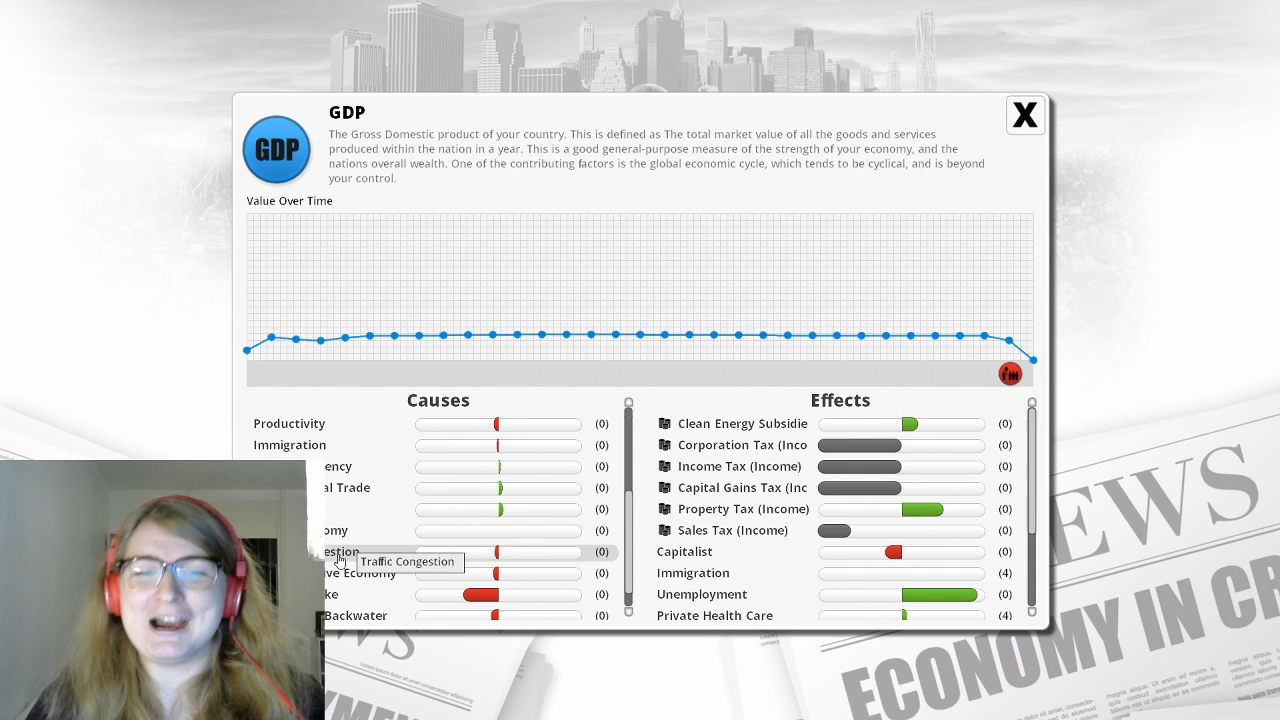 GDP
GDP
The Gross Domestic product of your country. This is defined as The total market value of all the goods and services
produced within the nation in a year. This is a good general-purpose measure of the strength of your economy, and the
nations overall wealth. One of the contributing factors is the global economic cycle, which tends to be cyclical, and is beyond
your control.
X
Value Over Time
Causes
Productivity (0)
Immigration (0)
ency (0)
al Trade (0)
(0)
omy (0)
estion (0)
Traffic Congestion
ve Economy (0)
ke (0)
Backwater (0)
Effects
Clean Energy Subsidie (0)
Corporation Tax (Inco (0)
Income Tax (Income) (0)
Capital Gains Tax (Inc (0)
Property Tax (Income) (0)
Sales Tax (Income) (0)
Capitalist (0)
Immigration (4)
Unemployment (0)
Private Health Care (4)
NEWS
ECONOMY IN CR